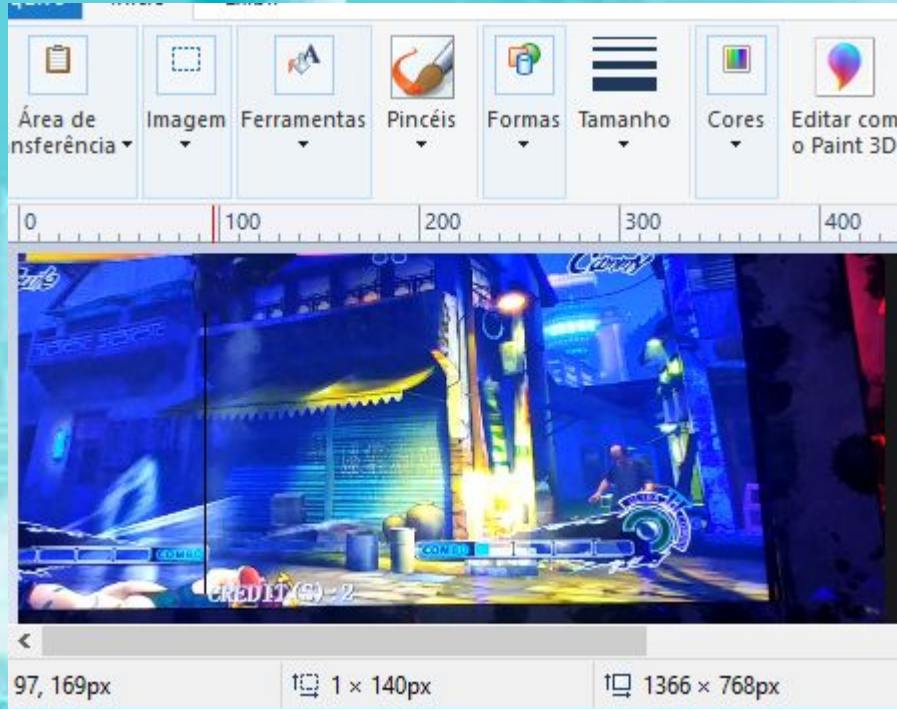 Área de
nsferência
Imagem
Ferramentas
Pincéis
Formas
Tamanho
Cores
Editar com
o Paint 3D
0
100
200
300
400
Cammy
COMBO
COMBO
CREDIT(S) : 2
97, 169px
1 × 140px
1366 × 768px